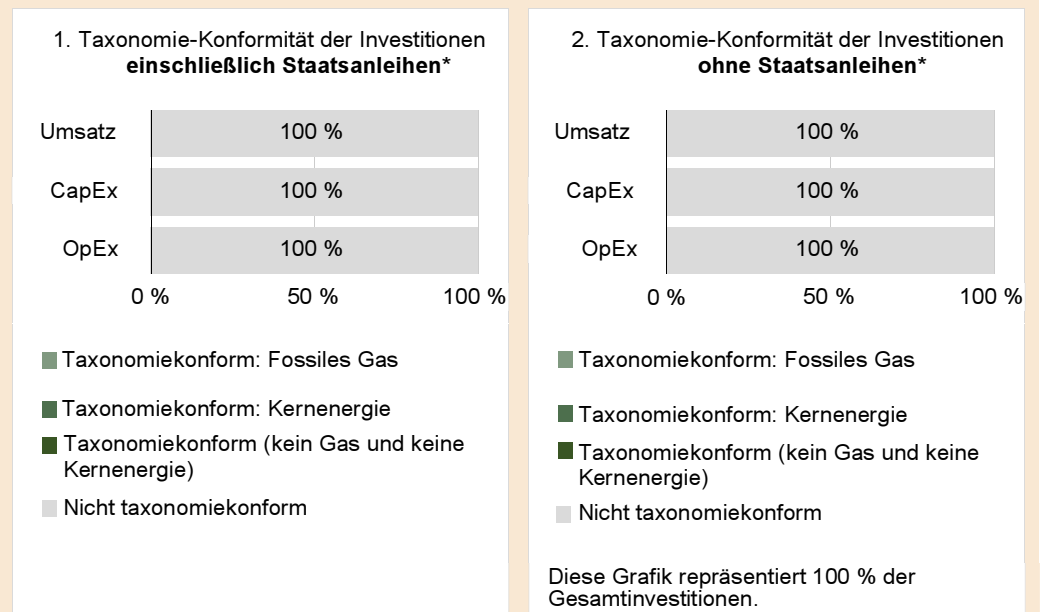 1. Taxonomie-Konformität der Investitionen
einschließlich Staatsanleihen*
Umsatz
100 %
CapEx
100 %
OpEx
100 %
0 %
50 %
100 %
Taxonomiekonform: Fossiles Gas
Taxonomiekonform: Kernenergie
Taxonomiekonform (kein Gas und keine
Kernenergie)
Nicht taxonomiekonform
2. Taxonomie-Konformität der Investitionen
ohne Staatsanleihen*
Umsatz
100 %
CapEx
100 %
OpEx
100 %
0 %
50 %
100 %
Taxonomiekonform: Fossiles Gas
Taxonomiekonform: Kernenergie
Taxonomiekonform (kein Gas und keine
Kernenergie)
Nicht taxonomiekonform
Diese Grafik repräsentiert 100 % der
Gesamtinvestitionen.